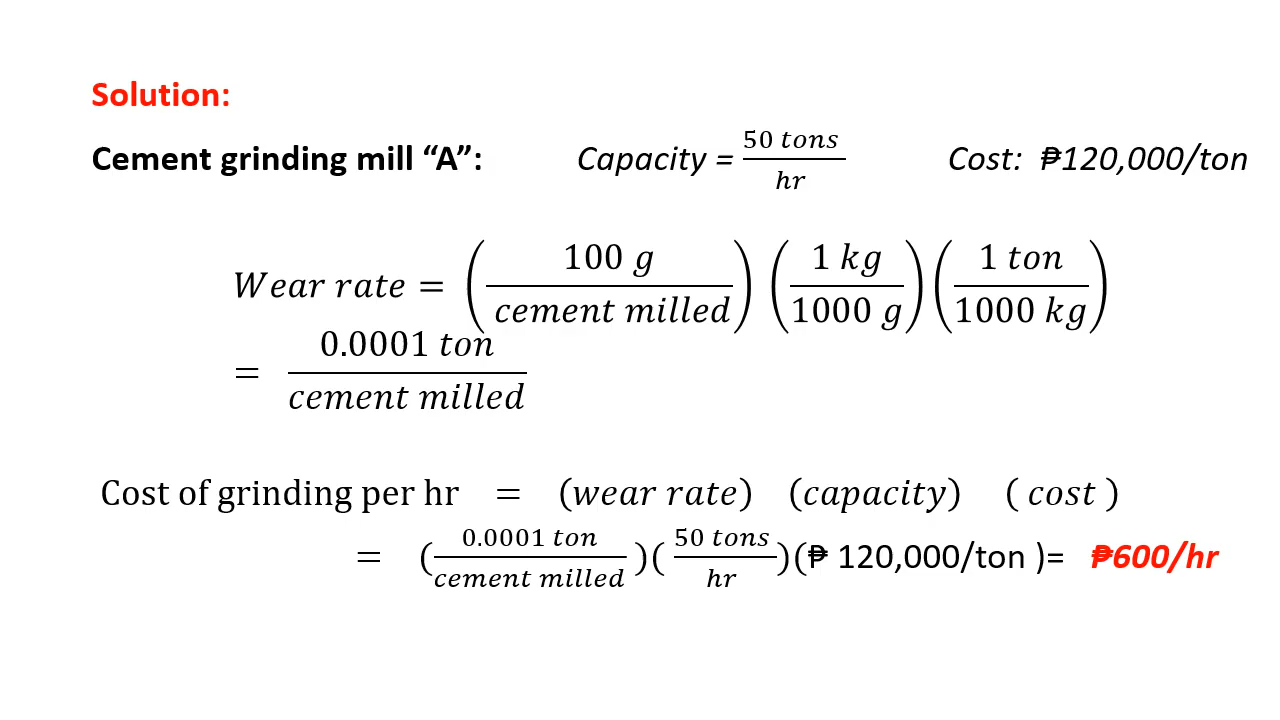 Solution:
Cement grinding mill “A”: Capacity = 50 tons / hr Cost: ₱120,000/ton
Wear rate = (100 g / cement milled) (1 kg / 1000 g) (1 ton / 1000 kg)
= 0.0001 ton / cement milled
Cost of grinding per hr = (wear rate) (capacity) ( cost )
= (0.0001 ton / cement milled )( 50 tons / hr )(₱ 120,000/ton )= ₱600/hr